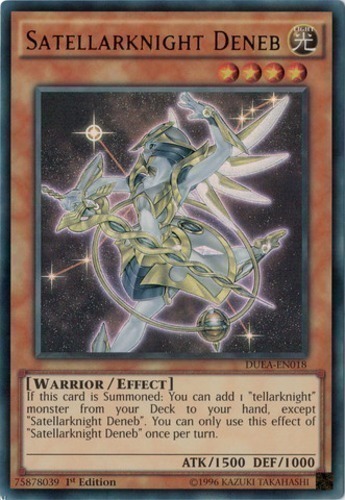 SATELLARKNIGHT DENEB
LIGHT
光
DUEA-EN018
[WARRIOR / EFFECT]
If this card is Summoned: You can add 1 "tellarknight"
monster from your Deck to your hand, except
"Satellarknight Deneb". You can only use this effect of
"Satellarknight Deneb" once per turn.
ATK/1500 DEF/1000
75878039 1st Edition ©1996 KAZUKI TAKAHASHI